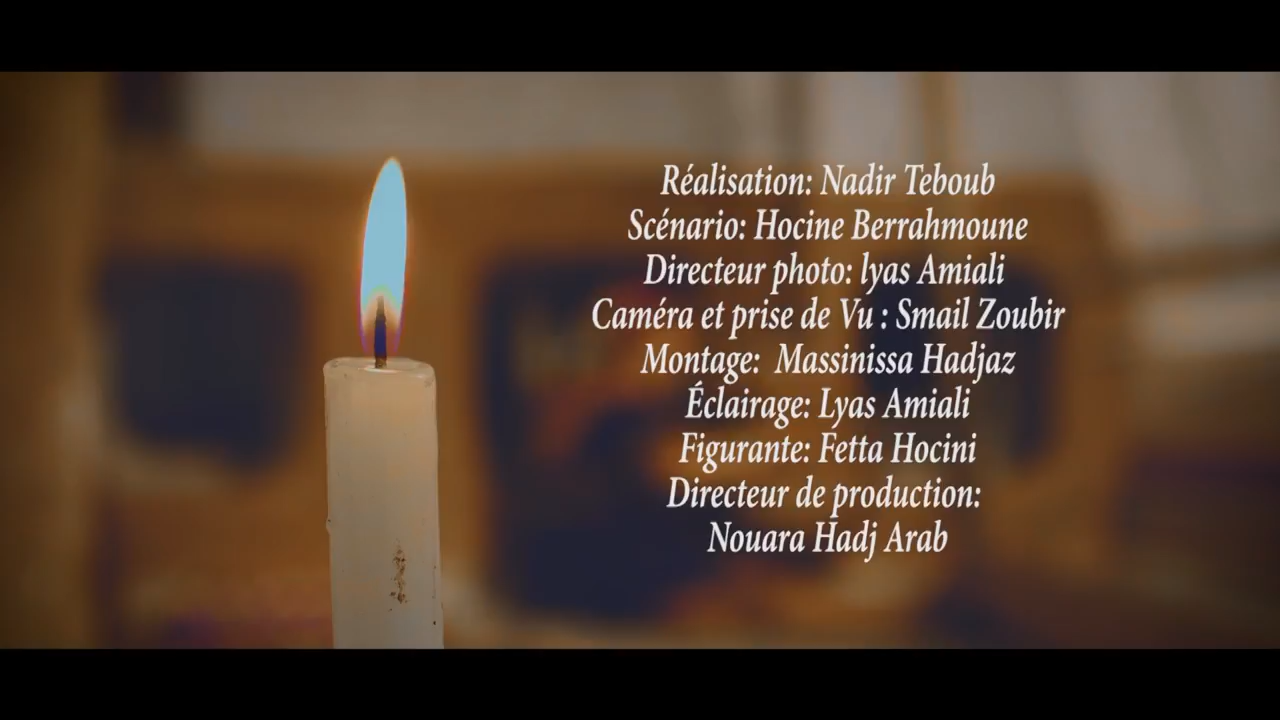 Réalisation: Nadir Teboub
Scénario: Hocine Berrahmoune
Directeur photo: lyas Amiali
Caméra et prise de Vu : Smail Zoubir
Montage:  Massinissa Hadjaz
Éclairage: Lyas Amiali
Figurante: Fetta Hocini
Directeur de production:
Nouara Hadj Arab